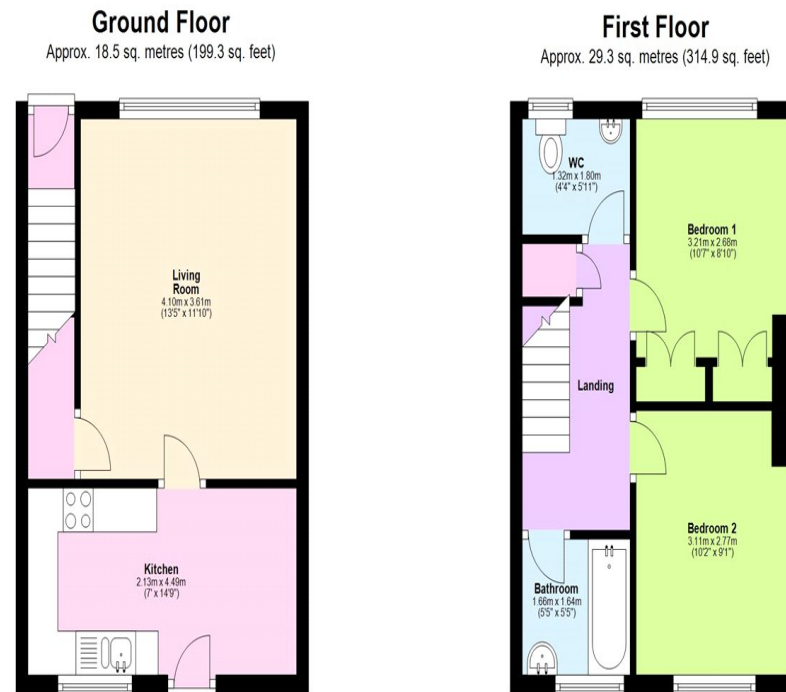 Ground Floor
Approx. 18.5 sq. metres (199.3 sq. feet)
Living
Room
4.10m x 3.61m
(13'5" x 11'10")
Kitchen
2.13m x 4.49m
(7' x 14'9")
First Floor
Approx. 29.3 sq. metres (314.9 sq. feet)
WC
1.32m x 1.80m
(4'4" x 5'11")
Bedroom 1
3.21m x 2.68m
(10'7" x 8'10")
Landing
Bedroom 2
3.11m x 2.77m
(10'2" x 9'1")
Bathroom
1.66m x 1.64m
(5'5" x 5'5")